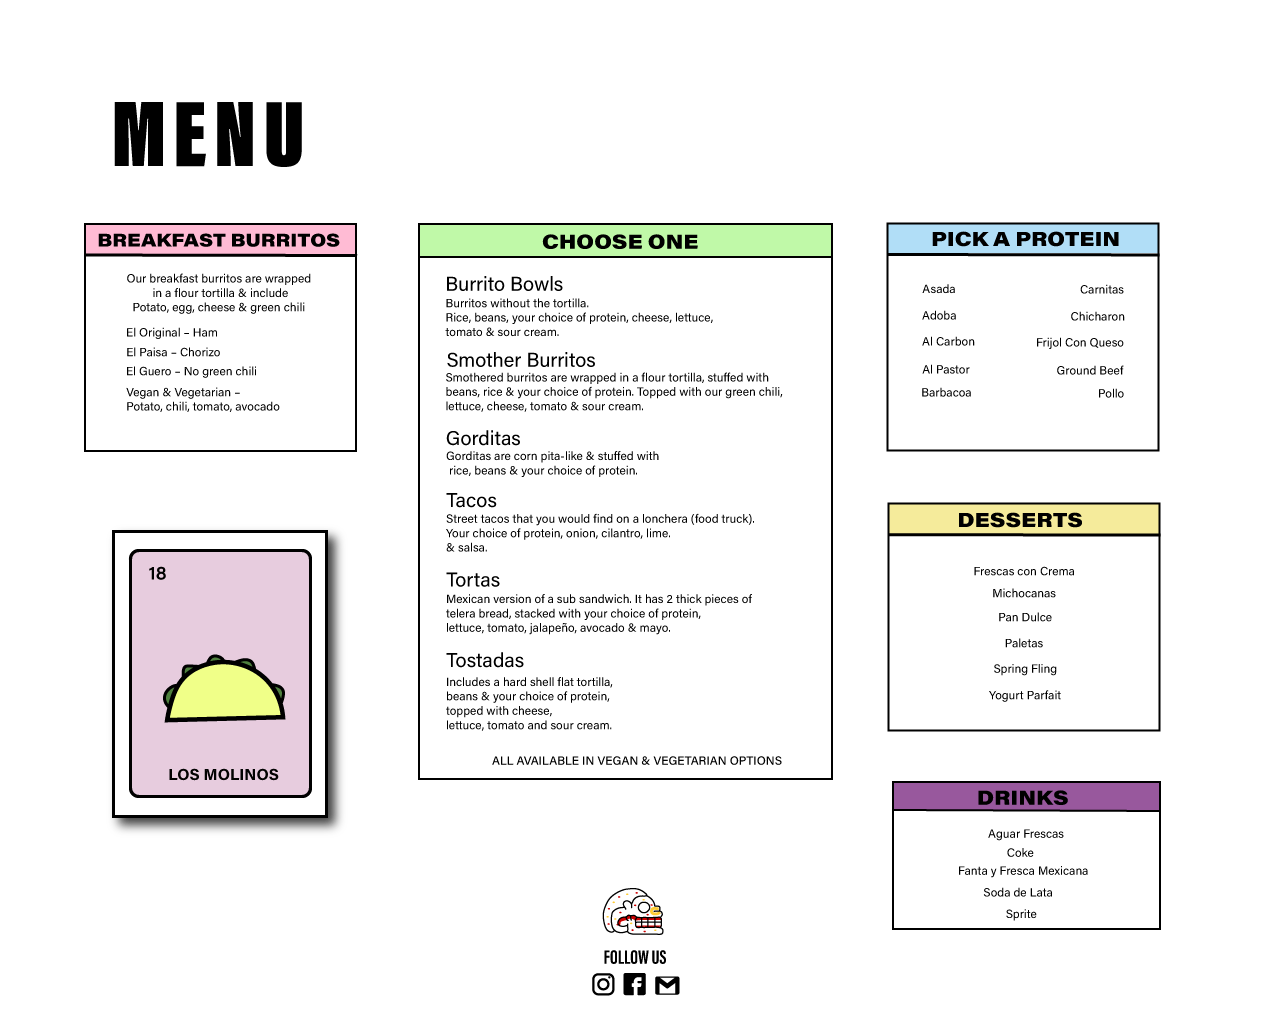 MENU
BREAKFAST BURRITOS
Our breakfast burritos are wrapped
in a flour tortilla & include
Potato, egg, cheese & green chili
El Original – Ham
El Paisa – Chorizo
El Guero – No green chili
Vegan & Vegetarian –
Potato, chili, tomato, avocado
18
LOS MOLINOS
CHOOSE ONE
Burrito Bowls
Burritos without the tortilla.
Rice, beans, your choice of protein, cheese, lettuce,
tomato & sour cream.
Smother Burritos
Smothered burritos are wrapped in a flour tortilla, stuffed with
beans, rice & your choice of protein. Topped with our green chili,
lettuce, cheese, tomato & sour cream.
Gorditas
Gorditas are corn pita-like & stuffed with
rice, beans & your choice of protein.
Tacos
Street tacos that you would find on a lonchera (food truck).
Your choice of protein, onion, cilantro, lime.
& salsa.
Tortas
Mexican version of a sub sandwich. It has 2 thick pieces of
telera bread, stacked with your choice of protein,
lettuce, tomato, jalapeño, avocado & mayo.
Tostadas
Includes a hard shell flat tortilla,
beans & your choice of protein,
topped with cheese,
lettuce, tomato and sour cream.
ALL AVAILABLE IN VEGAN & VEGETARIAN OPTIONS
PICK A PROTEIN
Asada Carnitas
Adoba Chicharon
Al Carbon Frijol Con Queso
Al Pastor Ground Beef
Barbacoa Pollo
DESSERTS
Frescas con Crema
Michocanas
Pan Dulce
Paletas
Spring Fling
Yogurt Parfait
DRINKS
Aguar Frescas
Coke
Fanta y Fresca Mexicana
Soda de Lata
Sprite
FOLLOW US